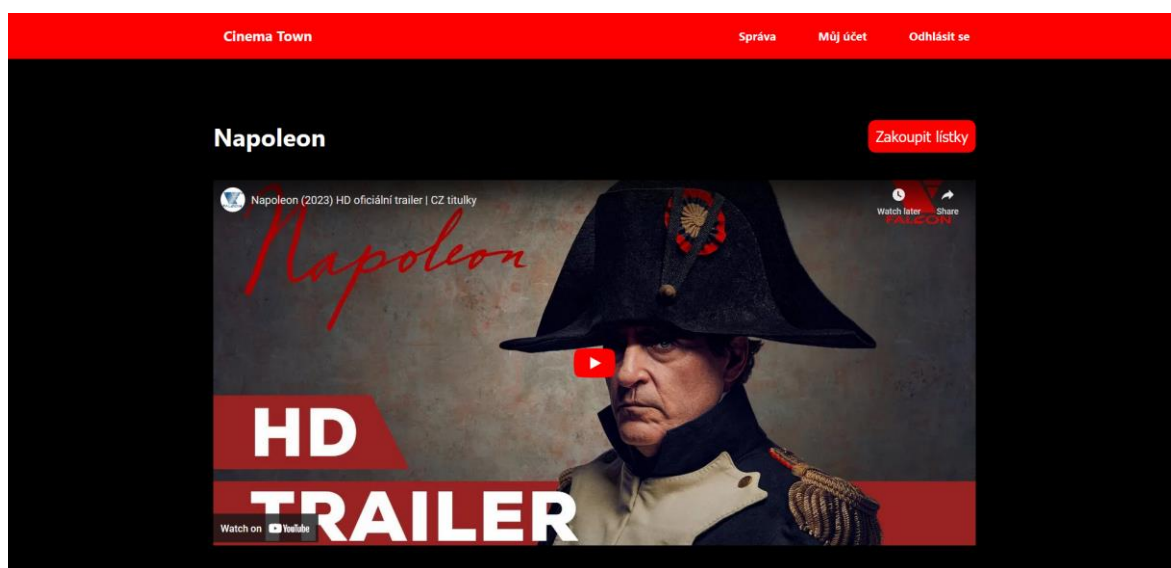 Cinema Town
Správa Můj účet Odhlásit se
Napoleon
Zakoupit lístky
Napoleon (2023) HD oficiální trailer | CZ titulky
Watch later Share
FALCON
Napoleon
HD
TRAILER
Watch on YouTube